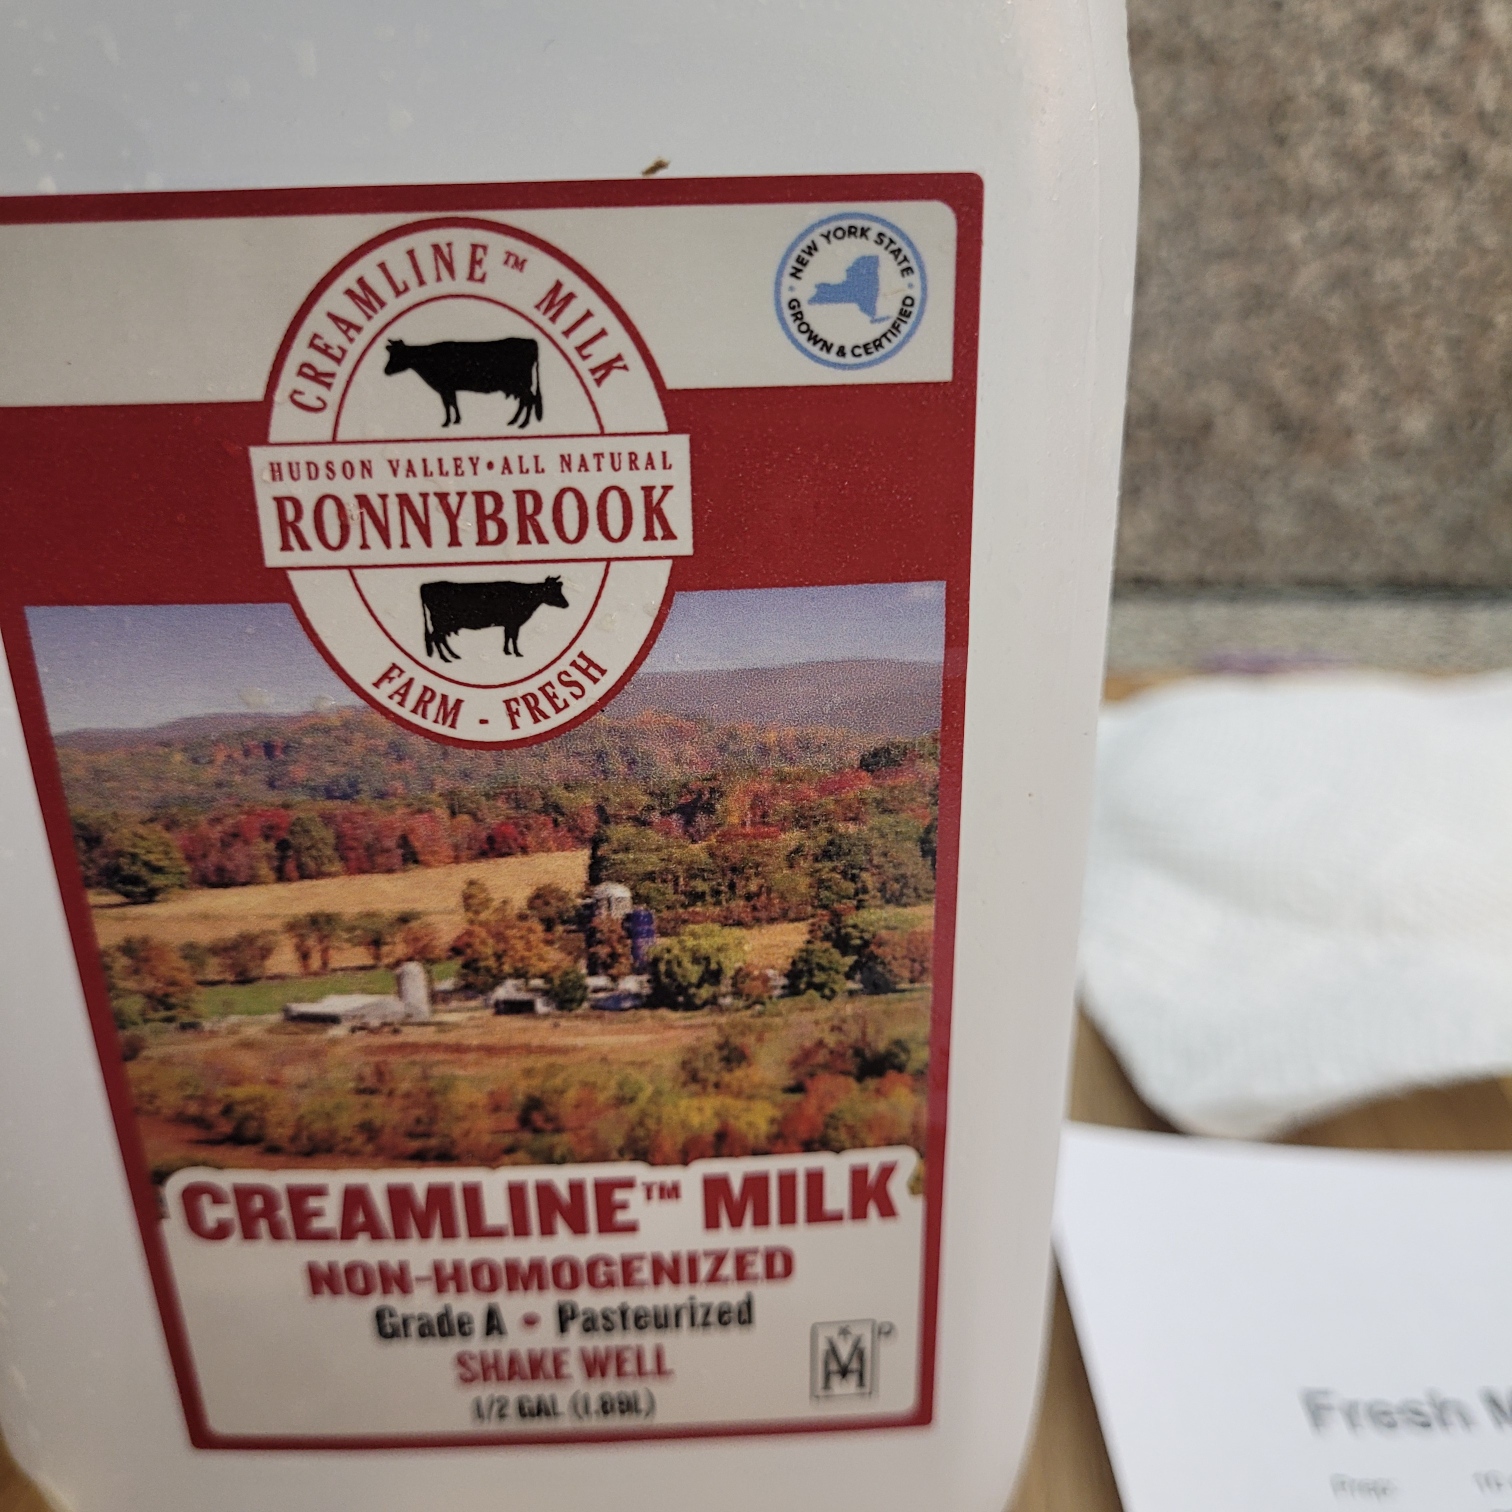 CREAMLINE™ MILK
HUDSON VALLEY•ALL NATURAL
RONNYBROOK
FARM - FRESH
NEW YORK STATE
GROWN & CERTIFIED
CREAMLINE™ MILK
NON-HOMOGENIZED
Grade A • Pasteurized
SHAKE WELL
1/2 GAL (1.89L)
Fresh
Prep: